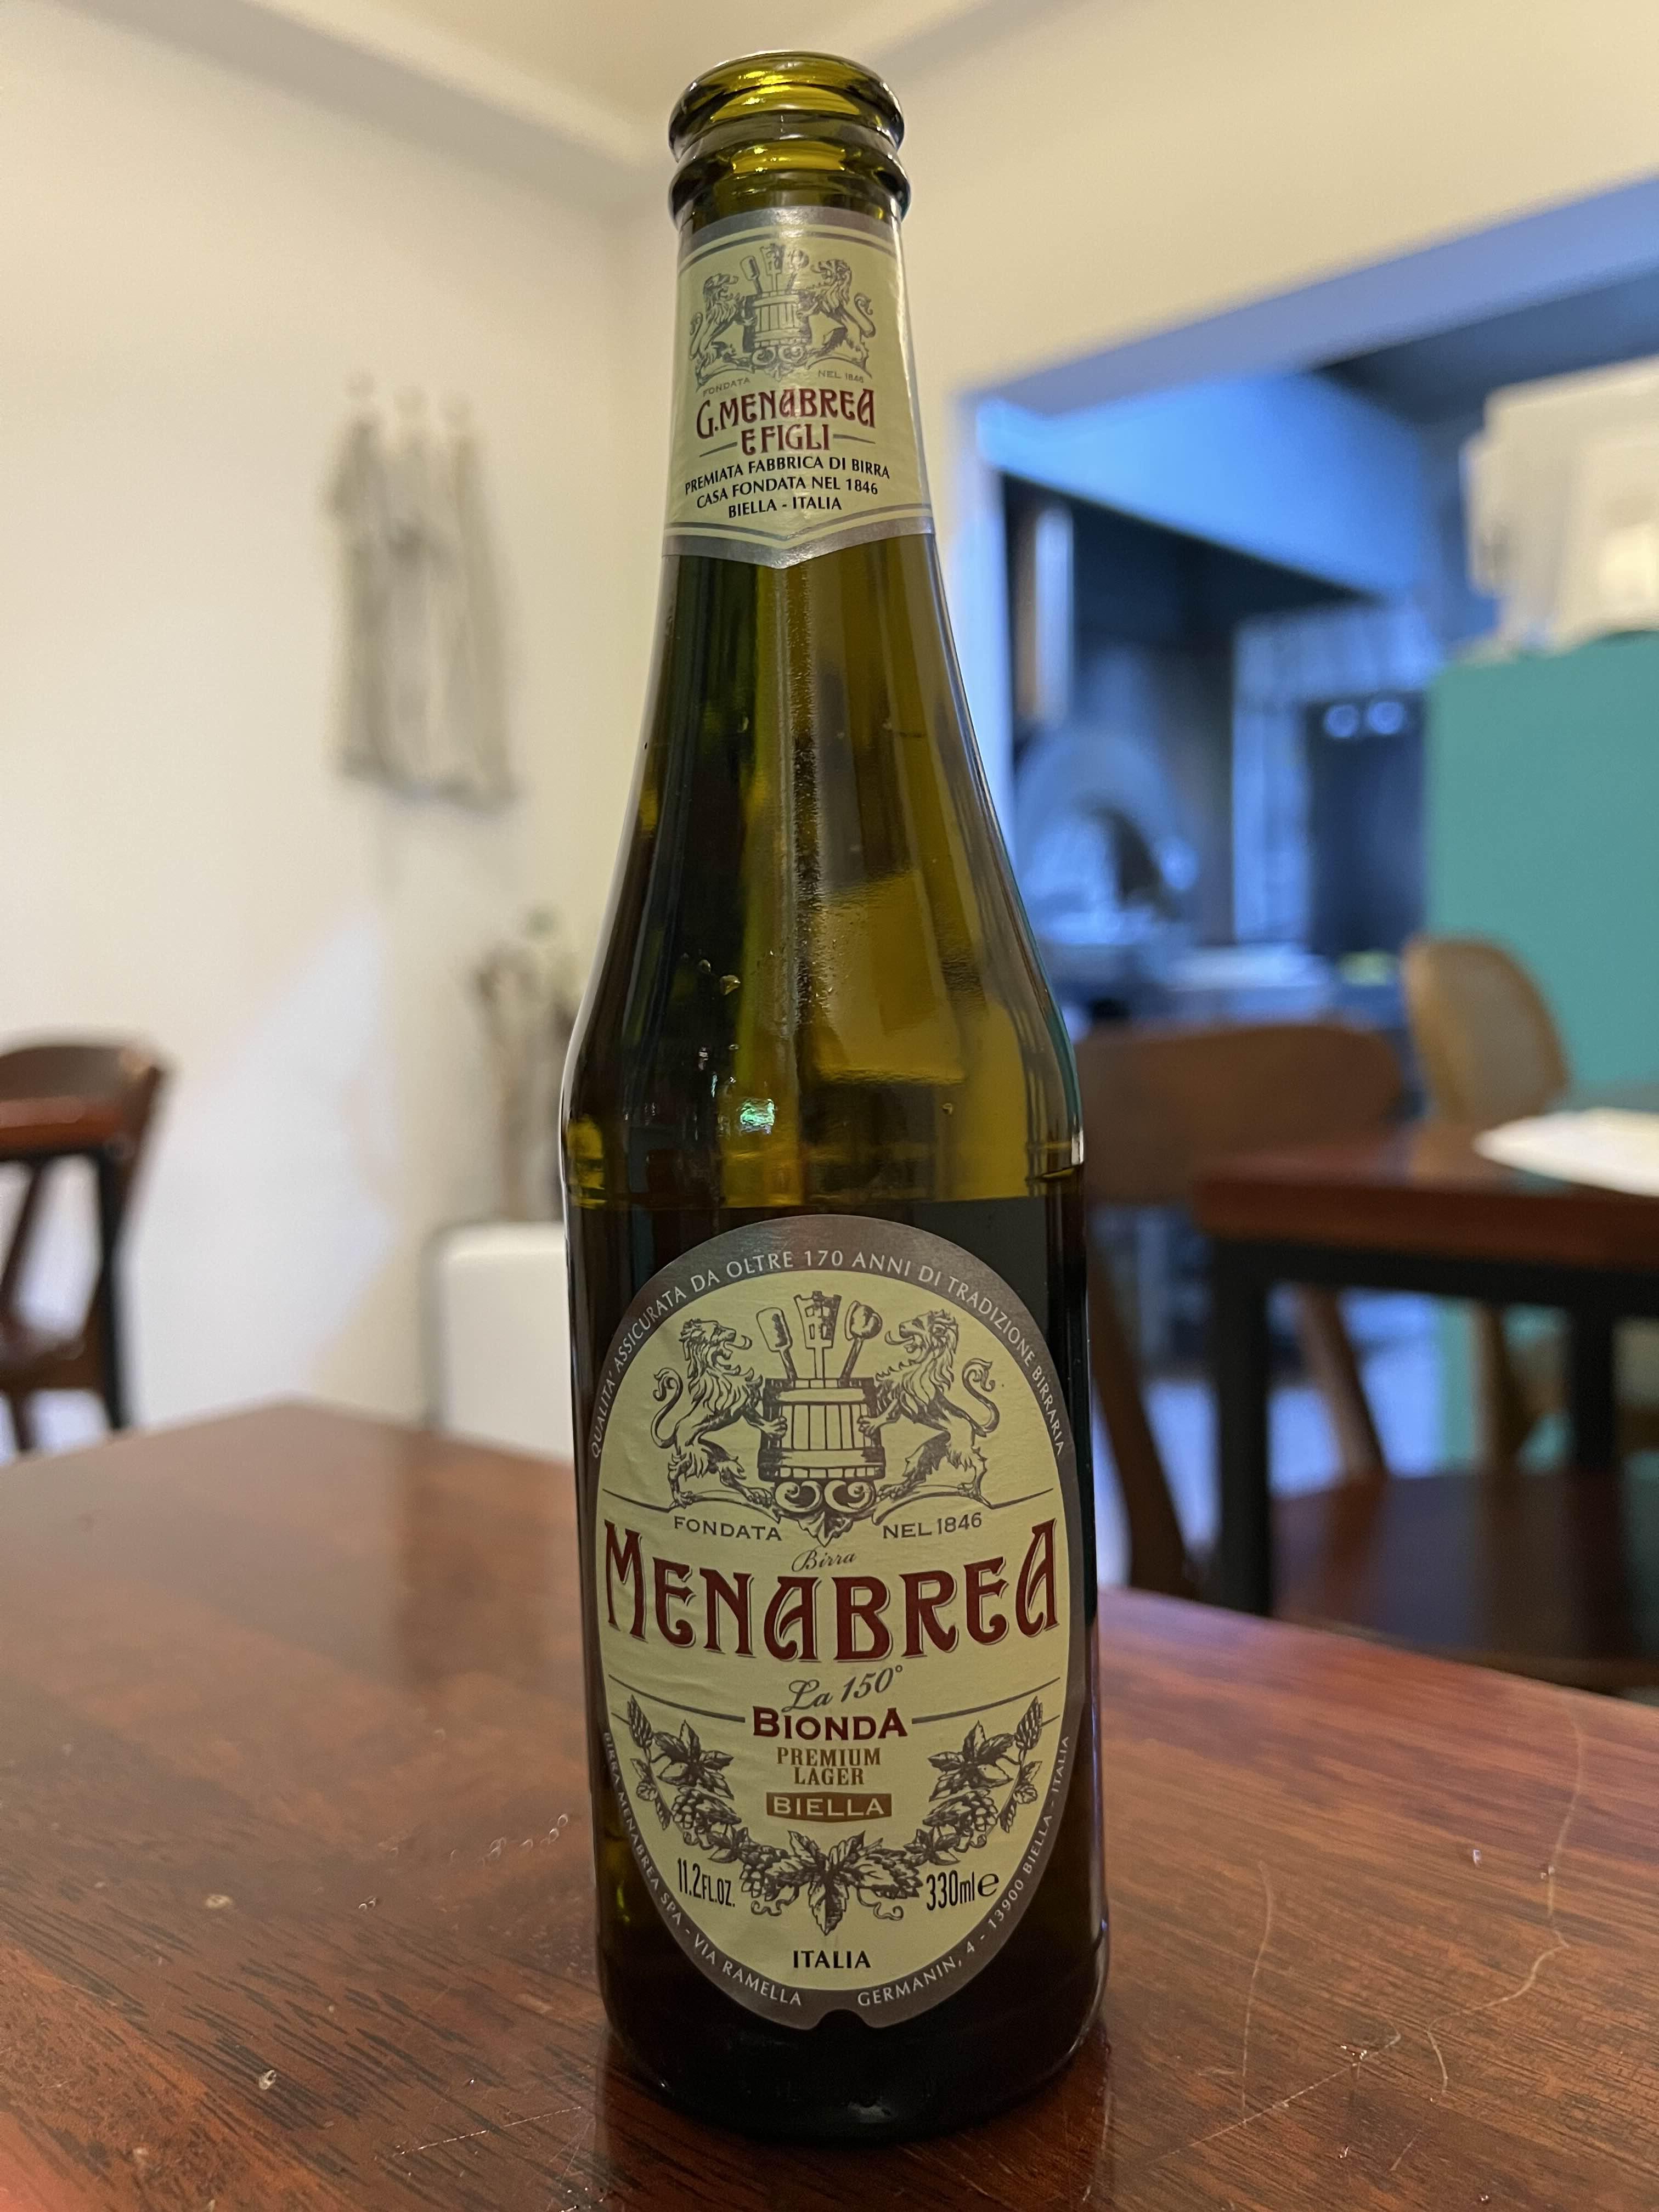 FONDATA NEL 1846
G. MENABREA
E FIGLI
PREMIATA FABBRICA DI BIRRA
CASA FONDATA NEL 1846
BIELLA - ITALIA
QUALITA' ASSICURATA DA OLTRE 170 ANNI DI TRADIZIONE BIRRARIA
FONDATA NEL 1846
Birra
MENABREA
La 150°
BIONDA
PREMIUM
LAGER
BIELLA
11.2FL.OZ. 330ml e
ITALIA
BIRRA MENABREA SPA - VIA RAMELLA GERMANIN, 4 - 13900 BIELLA - ITALIA